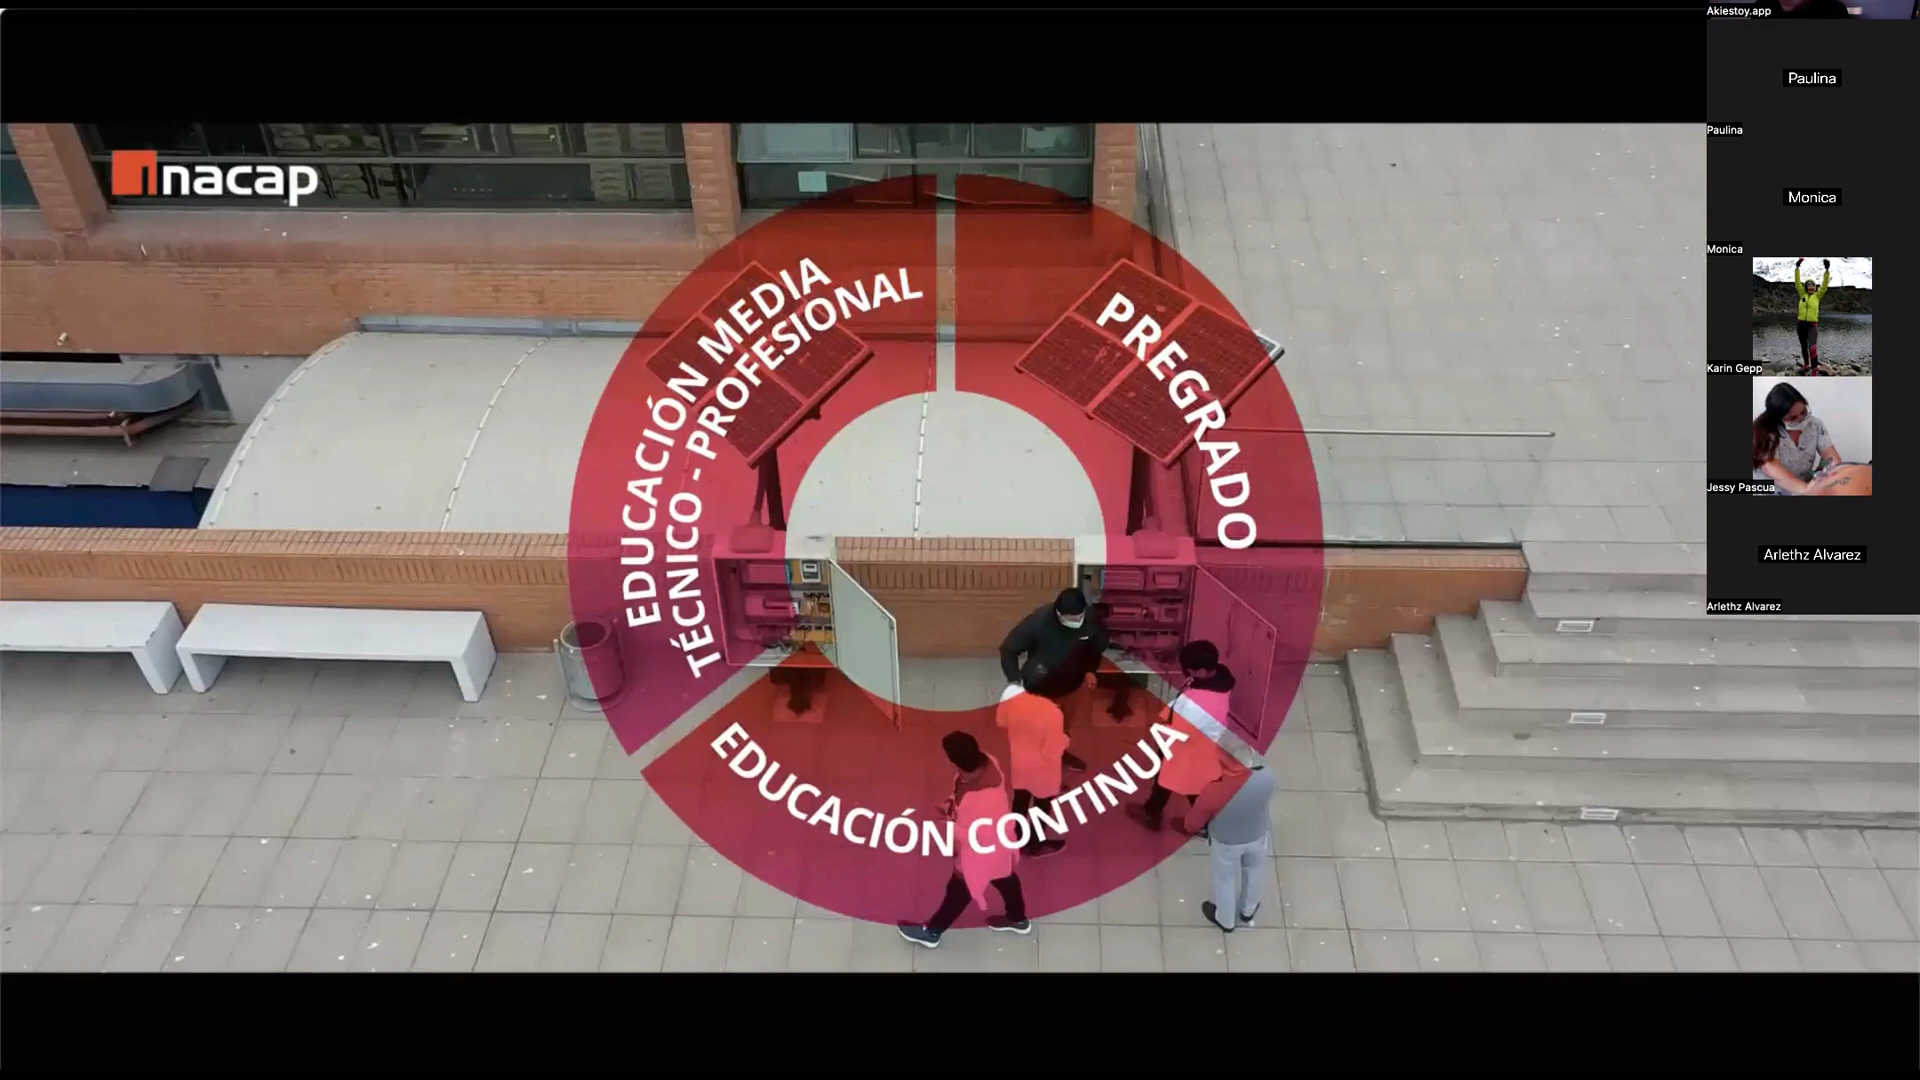 Inacap
EDUCACIÓN MEDIA
TÉCNICO - PROFESIONAL
PREGRADO
EDUCACIÓN CONTINUA
Akiestoy.app
Paulina
Paulina
Monica
Monica
Karin Gepp
Jessy Pascua
Arlethz Alvarez
Arlethz Alvarez